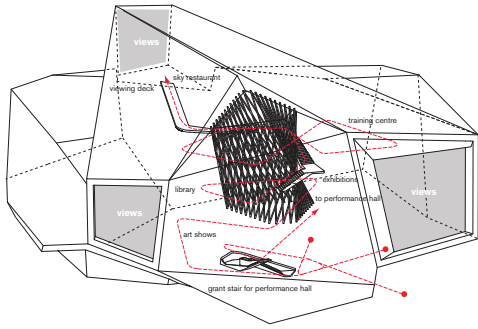 views
sky restaurant
viewing deck
training centre
exhibitions
library
views
to performance hall
views
art shows
grant stair for performance hall